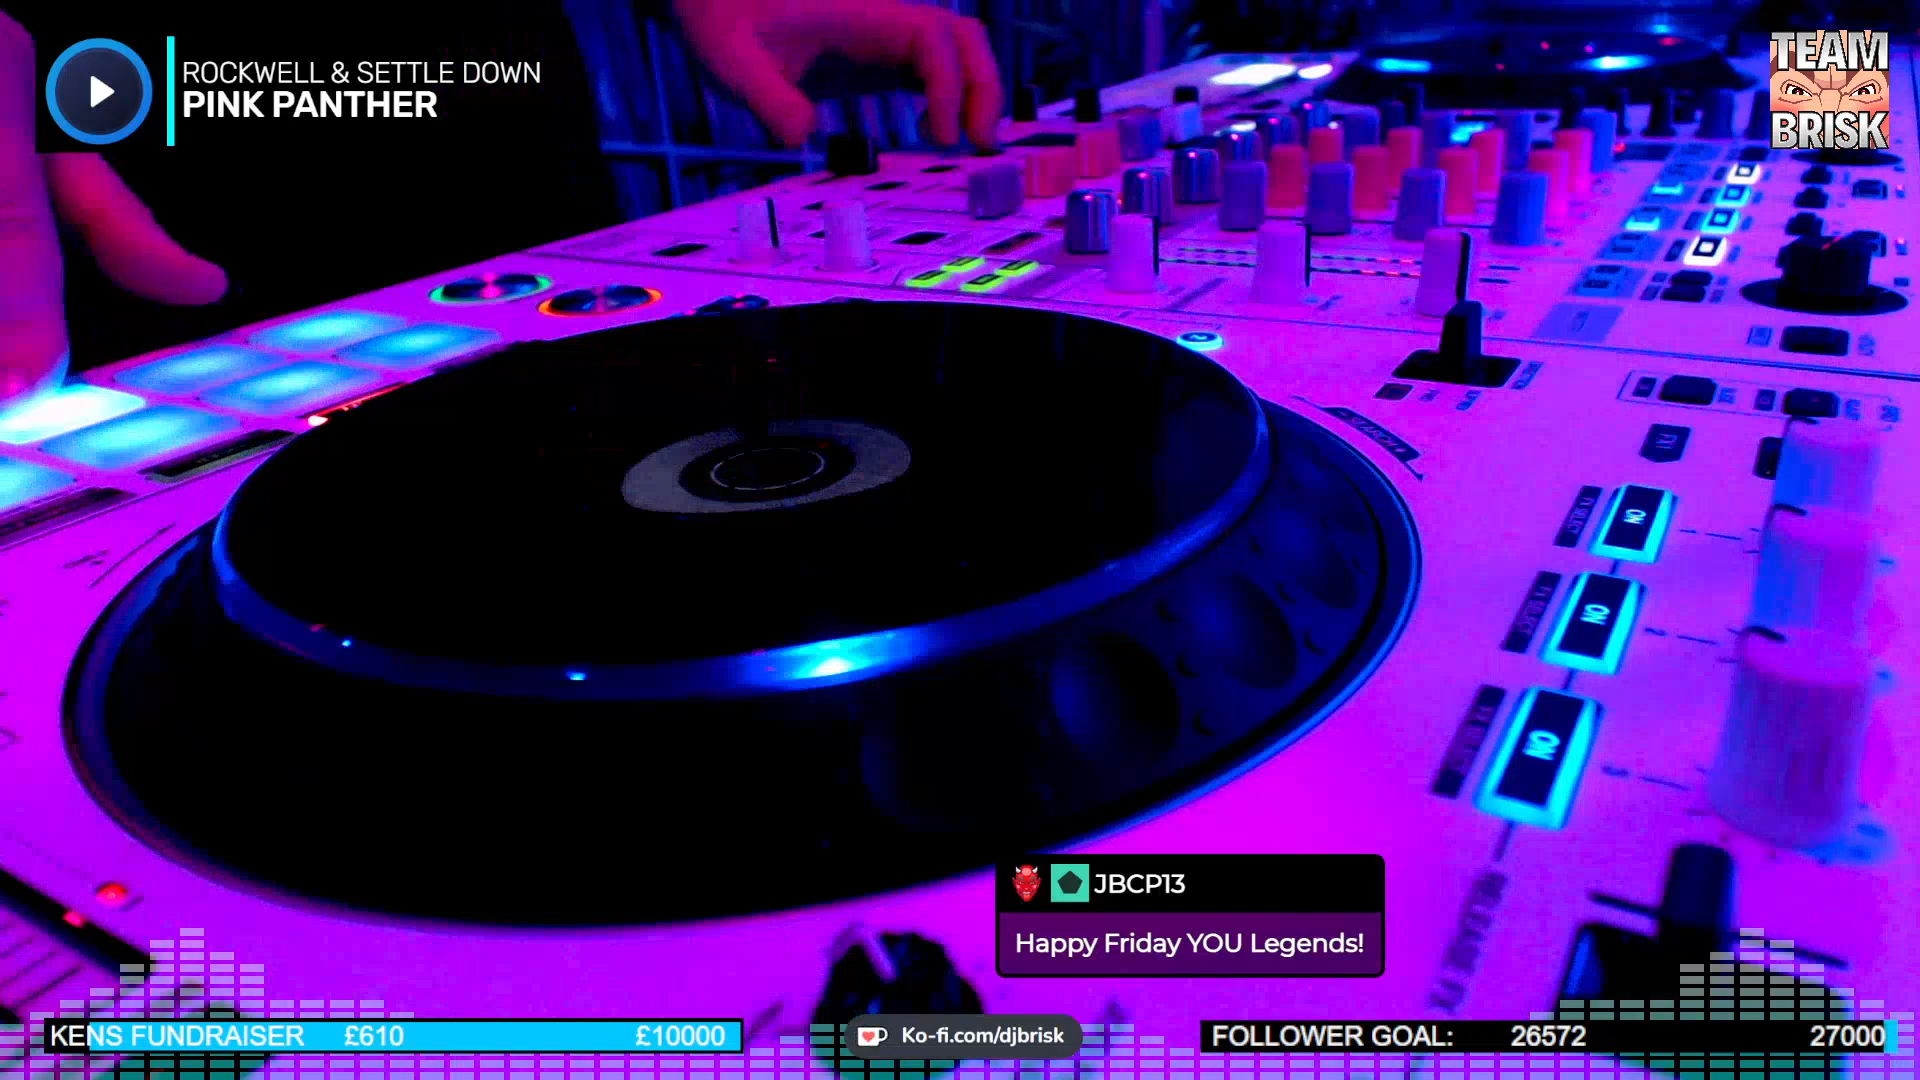 ROCKWELL & SETTLE DOWN
PINK PANTHER
TEAM
BRISK
ON
ON
ON
JBCP13
Happy Friday YOU Legends!
KENS FUNDRAISER £610 £10000
Ko-fi.com/djbrisk
FOLLOWER GOAL: 26572 27000